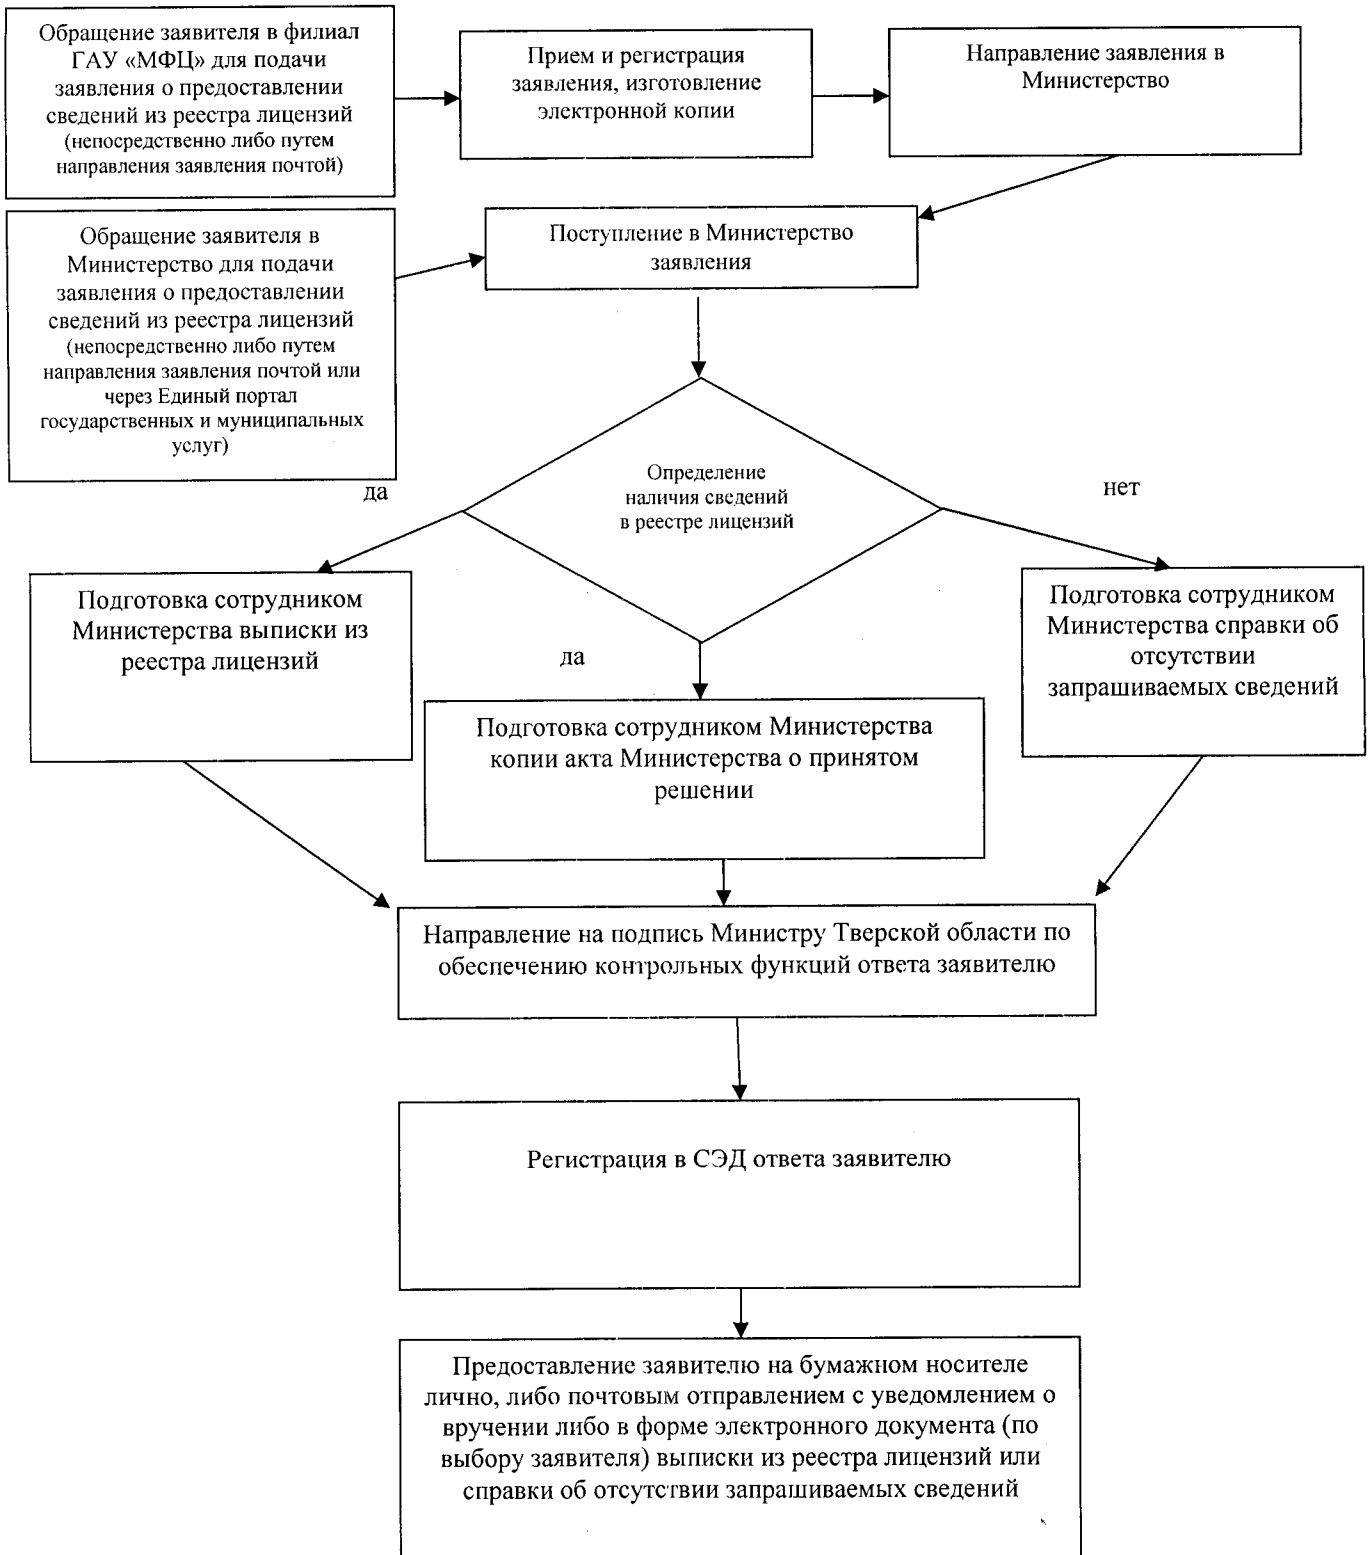 Обращение заявителя в филиал
ГАУ «МФЦ» для подачи
заявления о предоставлении
сведений из реестра лицензий
(непосредственно либо путем
направления заявления почтой)
Прием и регистрация
заявления, изготовление
электронной копии
Направление заявления в
Министерство
Обращение заявителя в
Министерство для подачи
заявления о предоставлении
сведений из реестра лицензий
(непосредственно либо путем
направления заявления почтой или
через Единый портал
государственных и муниципальных
услуг)
Поступление в Министерство
заявления
Определение
наличия сведений
в реестре лицензий
да
нет
Подготовка сотрудником
Министерства выписки из
реестра лицензий
да
Подготовка сотрудником Министерства
копии акта Министерства о принятом
решении
Подготовка сотрудником
Министерства справки об
отсутствии
запрашиваемых сведений
Направление на подпись Министру Тверской области по
обеспечению контрольных функций ответа заявителю
Регистрация в СЭД ответа заявителю
Предоставление заявителю на бумажном носителе
лично, либо почтовым отправлением с уведомлением о
вручении либо в форме электронного документа (по
выбору заявителя) выписки из реестра лицензий или
справки об отсутствии запрашиваемых сведений